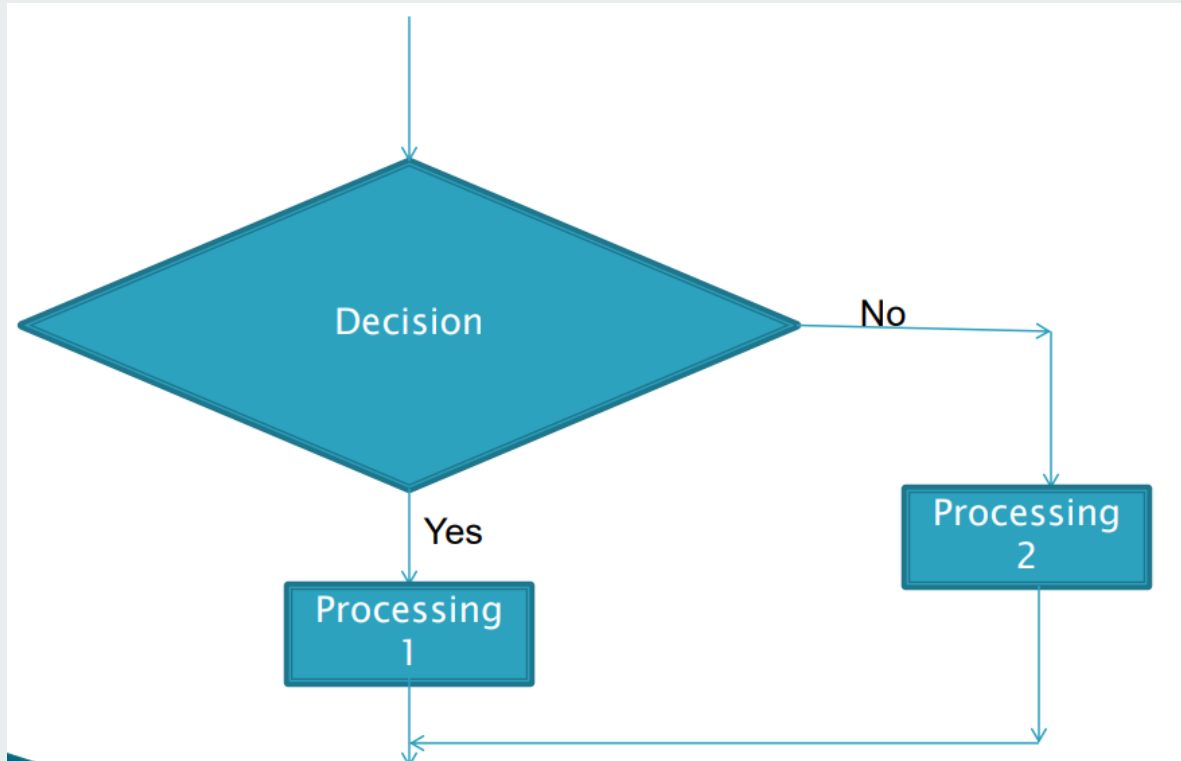 Decision
No
Yes
Processing
2
Processing
1